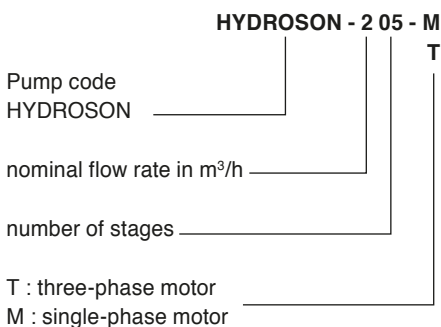 HYDROSON - 2 05 - M
T
Pump code
HYDROSON
nominal flow rate in m³/h
number of stages
T : three-phase motor
M : single-phase motor